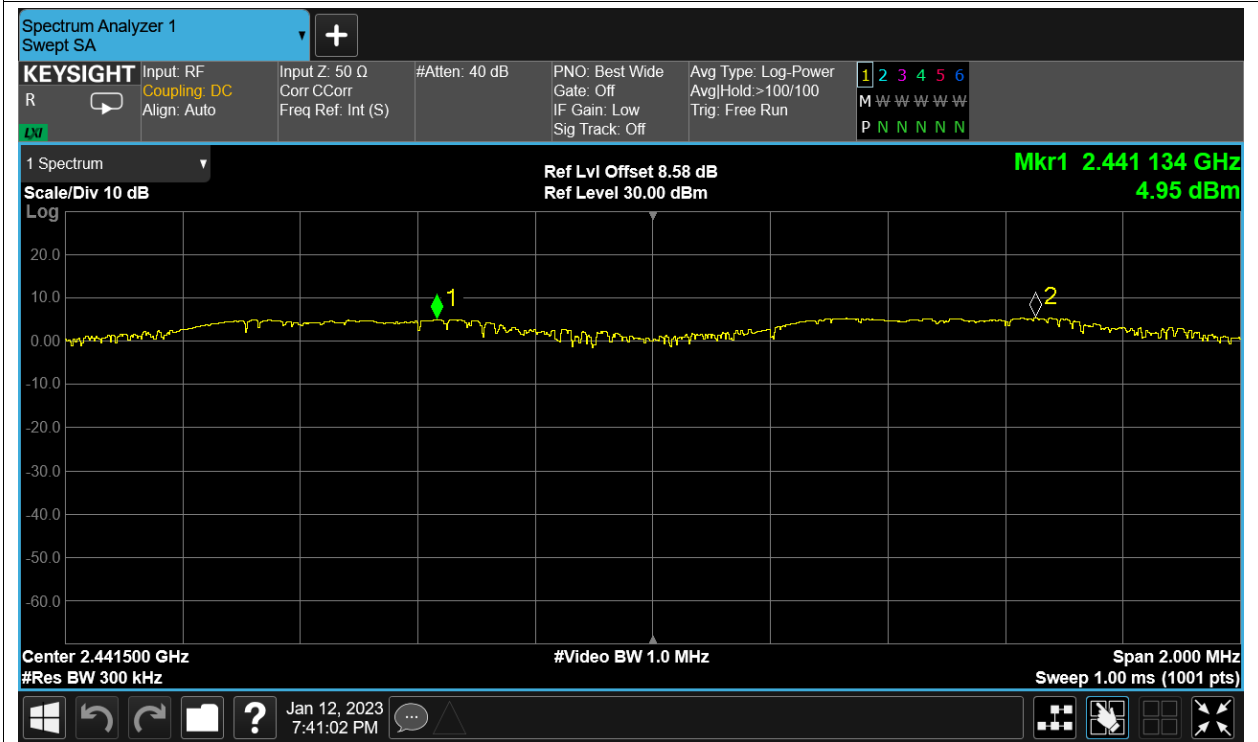 Spectrum Analyzer 1
Swept SA
+
KEYSIGHT
R
LXI
Input: RF
Coupling: DC
Align: Auto
Input Z: 50 Ω
Corr CCorr
Freq Ref: Int (S)
#Atten: 40 dB
PNO: Best Wide
Gate: Off
IF Gain: Low
Sig Track: Off
Avg Type: Log-Power
Avg|Hold:>100/100
Trig: Free Run
1 2 3 4 5 6
M W W W W W
P N N N N N
1 Spectrum
Scale/Div 10 dB
Log
Ref Lvl Offset 8.58 dB
Ref Level 30.00 dBm
Mkr1 2.441 134 GHz
4.95 dBm
20.0
10.0
0.00
-10.0
-20.0
-30.0
-40.0
-50.0
-60.0
1
2
Center 2.441500 GHz
#Res BW 300 kHz
#Video BW 1.0 MHz
Span 2.000 MHz
Sweep 1.00 ms (1001 pts)
?
Jan 12, 2023
7:41:02 PM